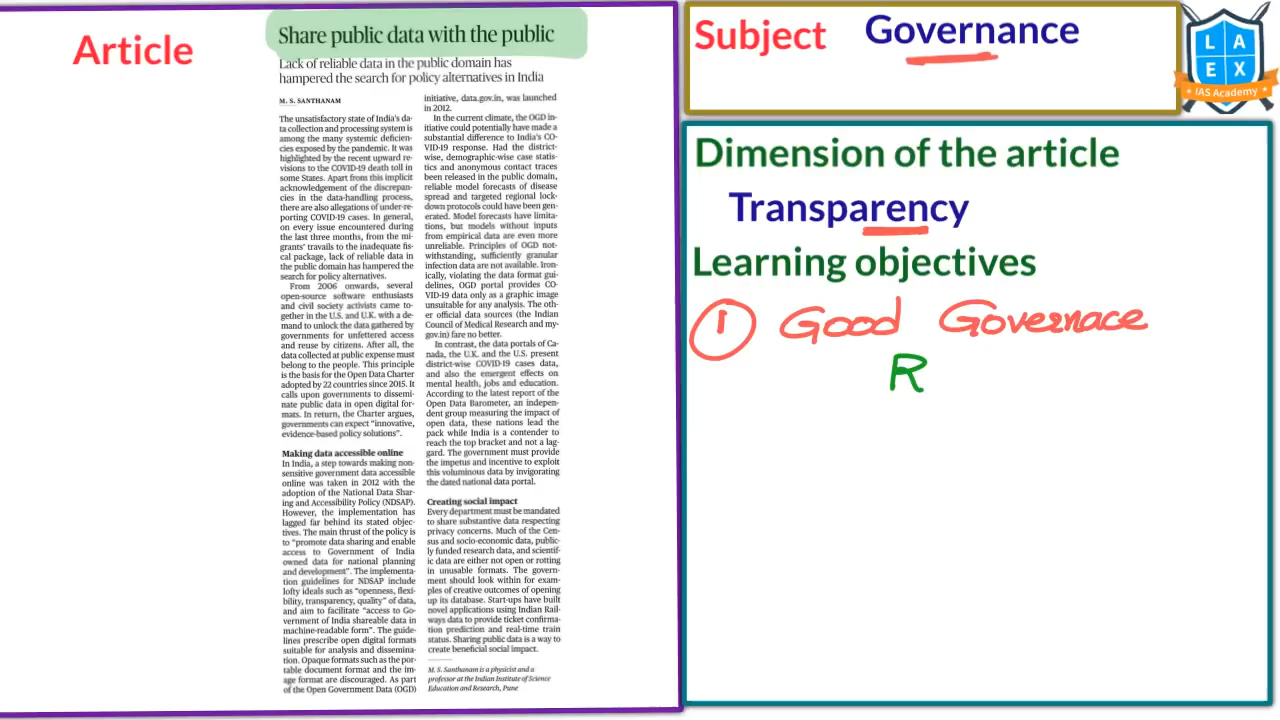 Article
Share public data with the public
Lack of reliable data in the public domain has
hampered the search for policy alternatives in India
M. S. SANTHANAM
The unsatisfactory state of India's da-
ta collection and processing system is
among the many systemic deficien-
cies exposed by the pandemic. It was
highlighted by the recent upward re-
visions to the COVID-19 death toll in
some States. Apart from this implicit
acknowledgement of the discrepan-
cies in the data-handling process,
there are also allegations of under-re-
porting COVID-19 cases. In general,
on every issue encountered during
the last three months, from the mi-
grants' travails to the inadequate fis-
cal package, lack of reliable data in
the public domain has hampered the
search for policy alternatives.
From 2006 onwards, several
open-source software enthusiasts
and civil society activists came to-
gether in the U.S. and U.K. with a de-
mand to unlock the data gathered by
governments for unfettered access
and reuse by citizens. After all, the
data collected at public expense must
belong to the people. This principle
is the basis for the Open Data Charter
adopted by 22 countries since 2015. It
calls upon governments to dissemi-
nate public data in open digital for-
mats. In return, the Charter argues,
governments can expect "innovative,
evidence-based policy solutions".
Making data accessible online
In India, a step towards making non-
sensitive government data accessible
online was taken in 2012 with the
adoption of the National Data Shar-
ing and Accessibility Policy (NDSAP).
However, the implementation has
lagged far behind its stated objec-
tives. The main thrust of the policy is
to "promote data sharing and enable
access to Government of India
owned data for national planning
and development". The implementa-
tion guidelines for NDSAP include
lofty ideals such as "openness, flexi-
bility, transparency, quality" of data,
and aim to facilitate "access to Go-
vernment of India shareable data in
machine-readable form". The guide-
lines prescribe open digital formats
suitable for analysis and dissemina-
tion. Opaque formats such as the por-
table document format and the im-
age format are discouraged. As part
of the Open Government Data (OGD)
initiative, data.gov.in, was launched
in 2012.
In the current climate, the OGD in-
itiative could potentially have made a
substantial difference to India's CO-
VID-19 response. Had the district-
wise, demographic-wise case statis-
tics and anonymous contact traces
been released in the public domain,
reliable model forecasts of disease
spread and targeted regional lock-
down protocols could have been gen-
erated. Model forecasts have limita-
tions, but models without inputs
from empirical data are even more
unreliable. Principles of OGD not-
withstanding, sufficiently granular
infection data are not available. Iron-
ically, violating the data format gui-
delines, OGD portal provides CO-
VID-19 data only as a graphic image
unsuitable for any analysis. The oth-
er official data sources (the Indian
Council of Medical Research and my-
gov.in) fare no better.
In contrast, the data portals of Ca-
nada, the U.K. and the U.S. present
district-wise COVID-19 cases data,
and also the emergent effects on
mental health, jobs and education.
According to the latest report of the
Open Data Barometer, an indepen-
dent group measuring the impact of
open data, these nations lead the
pack while India is a contender to
reach the top bracket and not a lag-
gard. The government must provide
the impetus and incentive to exploit
this voluminous data by invigorating
the dated national data portal.
Creating social impact
Every department must be mandated
to share substantive data respecting
privacy concerns. Much of the Cen-
sus and socio-economic data, public-
ly funded research data, and scientif-
ic data are either not open or rotting
in unusable formats. The govern-
ment should look within for exam-
ples of creative outcomes of opening
up its database. Start-ups have built
novel applications using Indian Rail-
ways data to provide ticket confirma-
tion prediction and real-time train
status. Sharing public data is a way to
create beneficial social impact.
M. S. Santhanam is a physicist and a
professor at the Indian Institute of Science
Education and Research, Pune
Subject Governance
L A
E X
IAS Academy
Dimension of the article
Transparency
Learning objectives
1 Good Governace
R